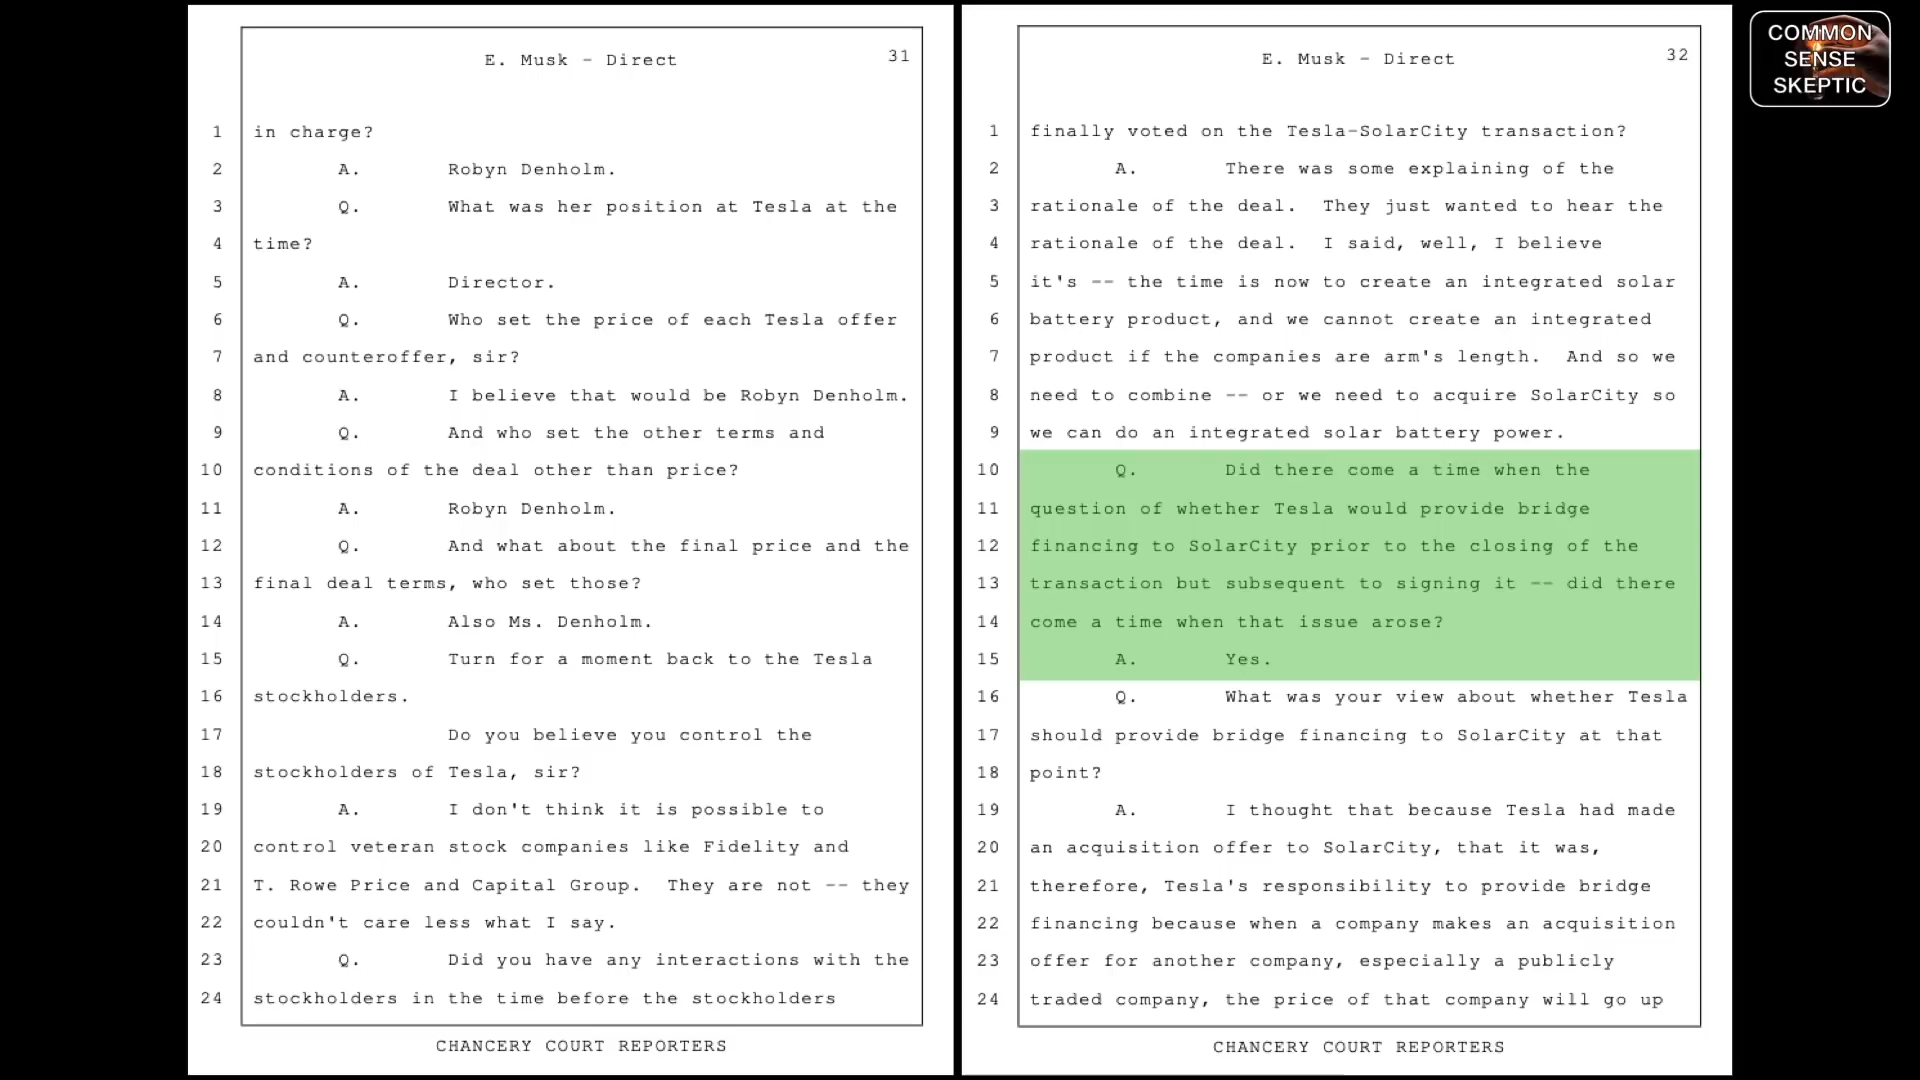 E. Musk - Direct 31
1 in charge?
2 A. Robyn Denholm.
3 Q. What was her position at Tesla at the
4 time?
5 A. Director.
6 Q. Who set the price of each Tesla offer
7 and counteroffer, sir?
8 A. I believe that would be Robyn Denholm.
9 Q. And who set the other terms and
10 conditions of the deal other than price?
11 A. Robyn Denholm.
12 Q. And what about the final price and the
13 final deal terms, who set those?
14 A. Also Ms. Denholm.
15 Q. Turn for a moment back to the Tesla
16 stockholders.
17 Do you believe you control the
18 stockholders of Tesla, sir?
19 A. I don't think it is possible to
20 control veteran stock companies like Fidelity and
21 T. Rowe Price and Capital Group. They are not -- they
22 couldn't care less what I say.
23 Q. Did you have any interactions with the
24 stockholders in the time before the stockholders
CHANCERY COURT REPORTERS
E. Musk - Direct 32
1 finally voted on the Tesla-SolarCity transaction?
2 A. There was some explaining of the
3 rationale of the deal. They just wanted to hear the
4 rationale of the deal. I said, well, I believe
5 it's -- the time is now to create an integrated solar
6 battery product, and we cannot create an integrated
7 product if the companies are arm's length. And so we
8 need to combine -- or we need to acquire SolarCity so
9 we can do an integrated solar battery power.
10 Q. Did there come a time when the
11 question of whether Tesla would provide bridge
12 financing to SolarCity prior to the closing of the
13 transaction but subsequent to signing it -- did there
14 come a time when that issue arose?
15 A. Yes.
16 Q. What was your view about whether Tesla
17 should provide bridge financing to SolarCity at that
18 point?
19 A. I thought that because Tesla had made
20 an acquisition offer to SolarCity, that it was,
21 therefore, Tesla's responsibility to provide bridge
22 financing because when a company makes an acquisition
23 offer for another company, especially a publicly
24 traded company, the price of that company will go up
CHANCERY COURT REPORTERS
COMMON
SENSE
SKEPTIC